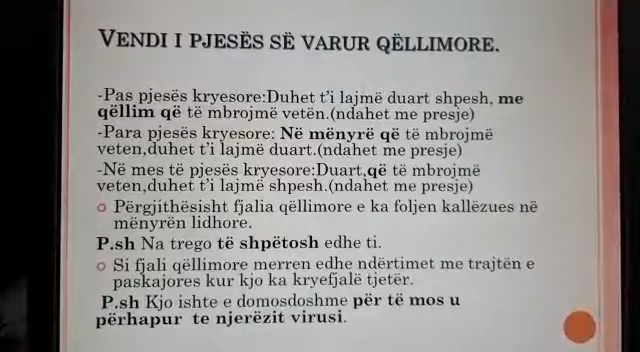 VENDI I PJESËS SË VARUR QËLLIMORE.
-Pas pjesës kryesore:Duhet t'i lajmë duart shpesh, me
qëllim që të mbrojmë vetën.(ndahet me presje)
-Para pjesës kryesore: Në mënyrë që të mbrojmë
veten,duhet t'i lajmë duart.(ndahet me presje)
-Në mes të pjesës kryesore:Duart,që të mbrojmë
veten,duhet t'i lajmë shpesh.(ndahet me presje)
Përgjithësisht fjalia qëllimore e ka foljen kallëzues në
mënyrën lidhore.
P.sh Na trego të shpëtosh edhe ti.
Si fjali qëllimore merren edhe ndërtimet me trajtën e
paskajores kur kjo ka kryefjalë tjetër.
P.sh Kjo ishte e domosdoshme për të mos u
përhapur te njerëzit virusi.